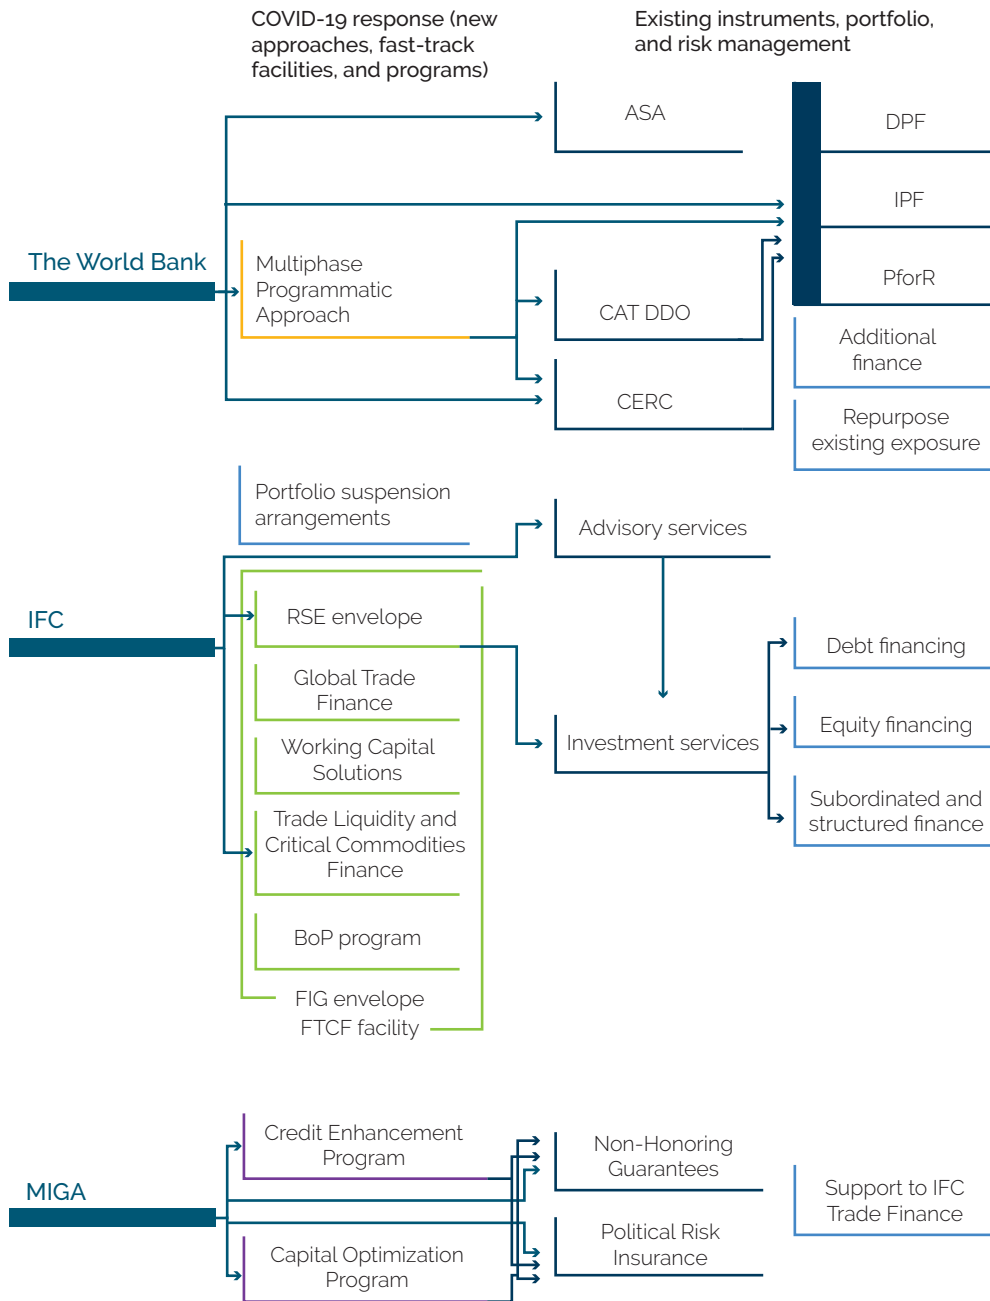 COVID-19 response (new
approaches, fast-track
facilities, and programs)
Existing instruments, portfolio,
and risk management
The World Bank
Multiphase
Programmatic
Approach
ASA
CAT DDO
CERC
DPF
IPF
PforR
Additional
finance
Repurpose
existing exposure
IFC
Portfolio suspension
arrangements
RSE envelope
Global Trade
Finance
Working Capital
Solutions
Trade Liquidity and
Critical Commodities
Finance
BoP program
FIG envelope
FTCF facility
Advisory services
Investment services
Debt financing
Equity financing
Subordinated and
structured finance
MIGA
Credit Enhancement
Program
Capital Optimization
Program
Non-Honoring
Guarantees
Political Risk
Insurance
Support to IFC
Trade Finance